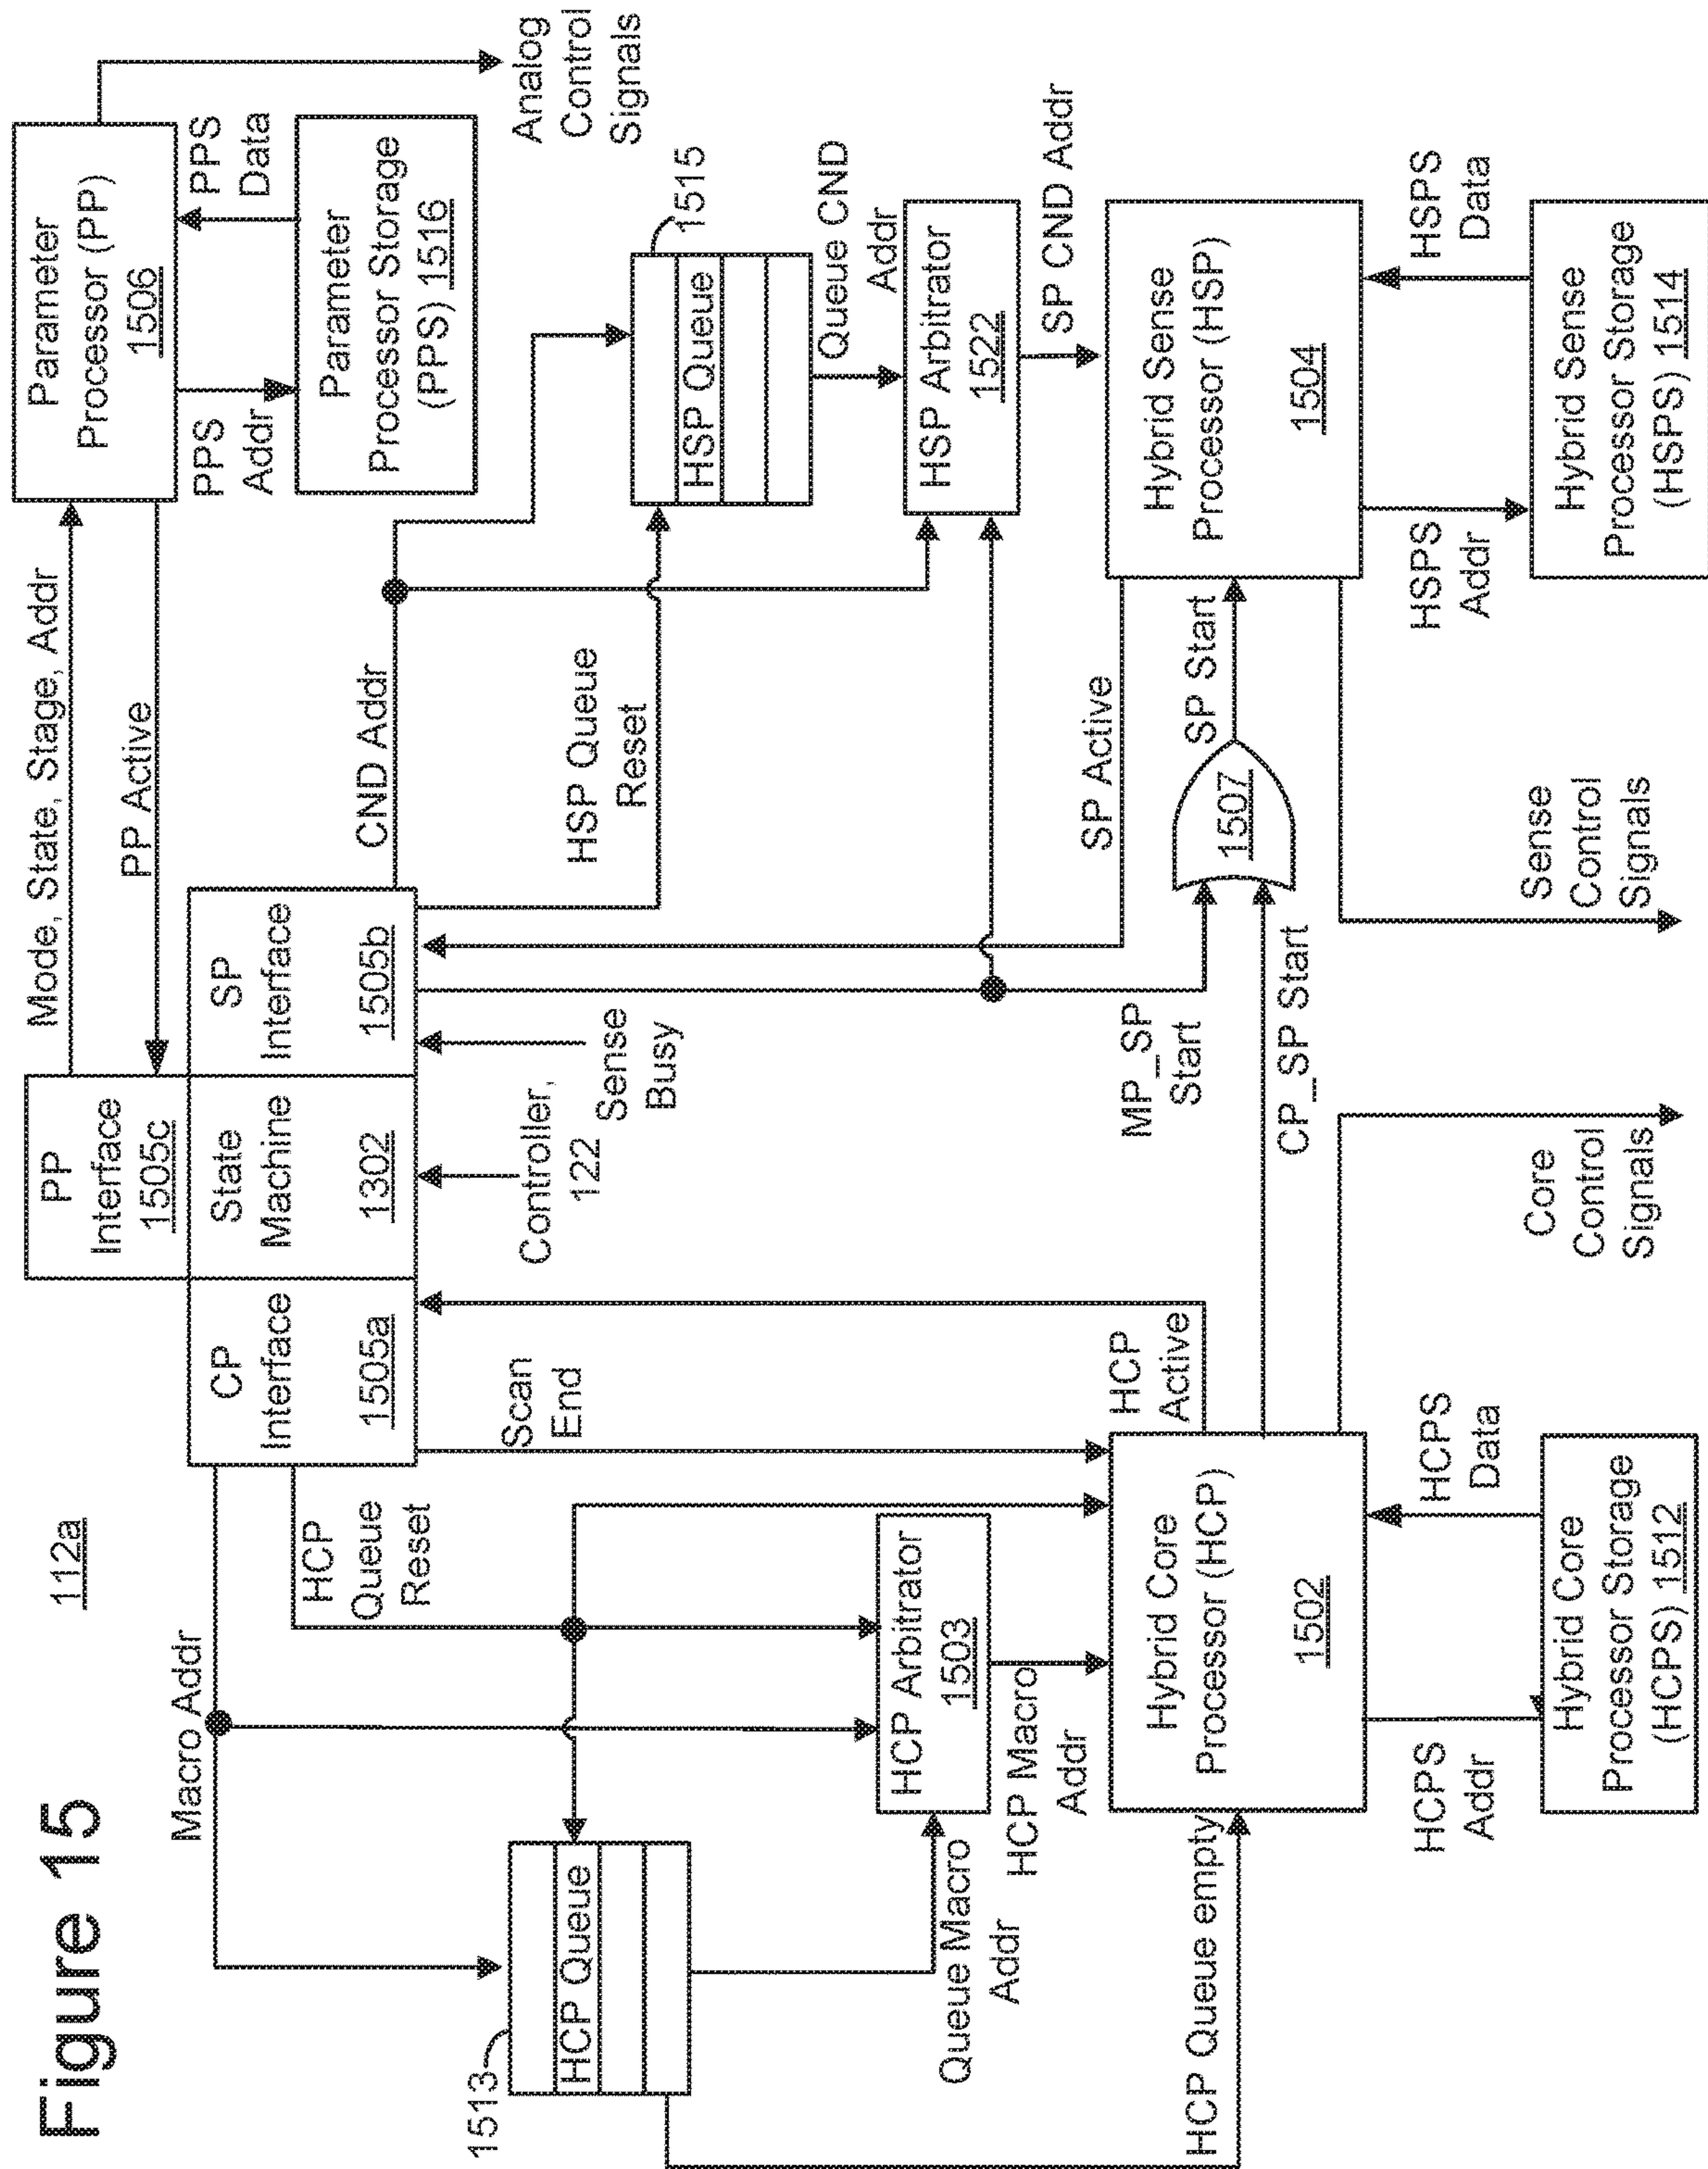 Figure 15
112a
Mode, State, Stage, Addr
PP Active
PP
Interface
1505c
CP
Interface
1505a
State
Machine
1302
SP
Interface
1505b
Parameter
Processor (PP)
1506
PPS
Addr
PPS
Data
Parameter
Processor Storage
(PPS) 1516
Analog
Control
Signals
Macro Addr
HCP
Queue
Reset
Scan
End
Controller,
122
Sense
Busy
CND Addr
HSP Queue
Reset
1513
HCP Queue
1515
HSP Queue
Queue CND
Addr
HCP Arbitrator
1503
HSP Arbitrator
1522
Queue Macro
Addr
HCP Macro
Addr
SP CND Addr
HCP
Active
MP_SP
Start
SP Active
HCP Queue empty
Hybrid Core
Processor (HCP)
1502
CP_SP Start
1507
SP Start
Hybrid Sense
Processor (HSP)
1504
HCPS
Addr
HCPS
Data
HSPS
Addr
HSPS
Data
Hybrid Core
Processor Storage
(HCPS) 1512
Core
Control
Signals
Sense
Control
Signals
Hybrid Sense
Processor Storage
(HSPS) 1514